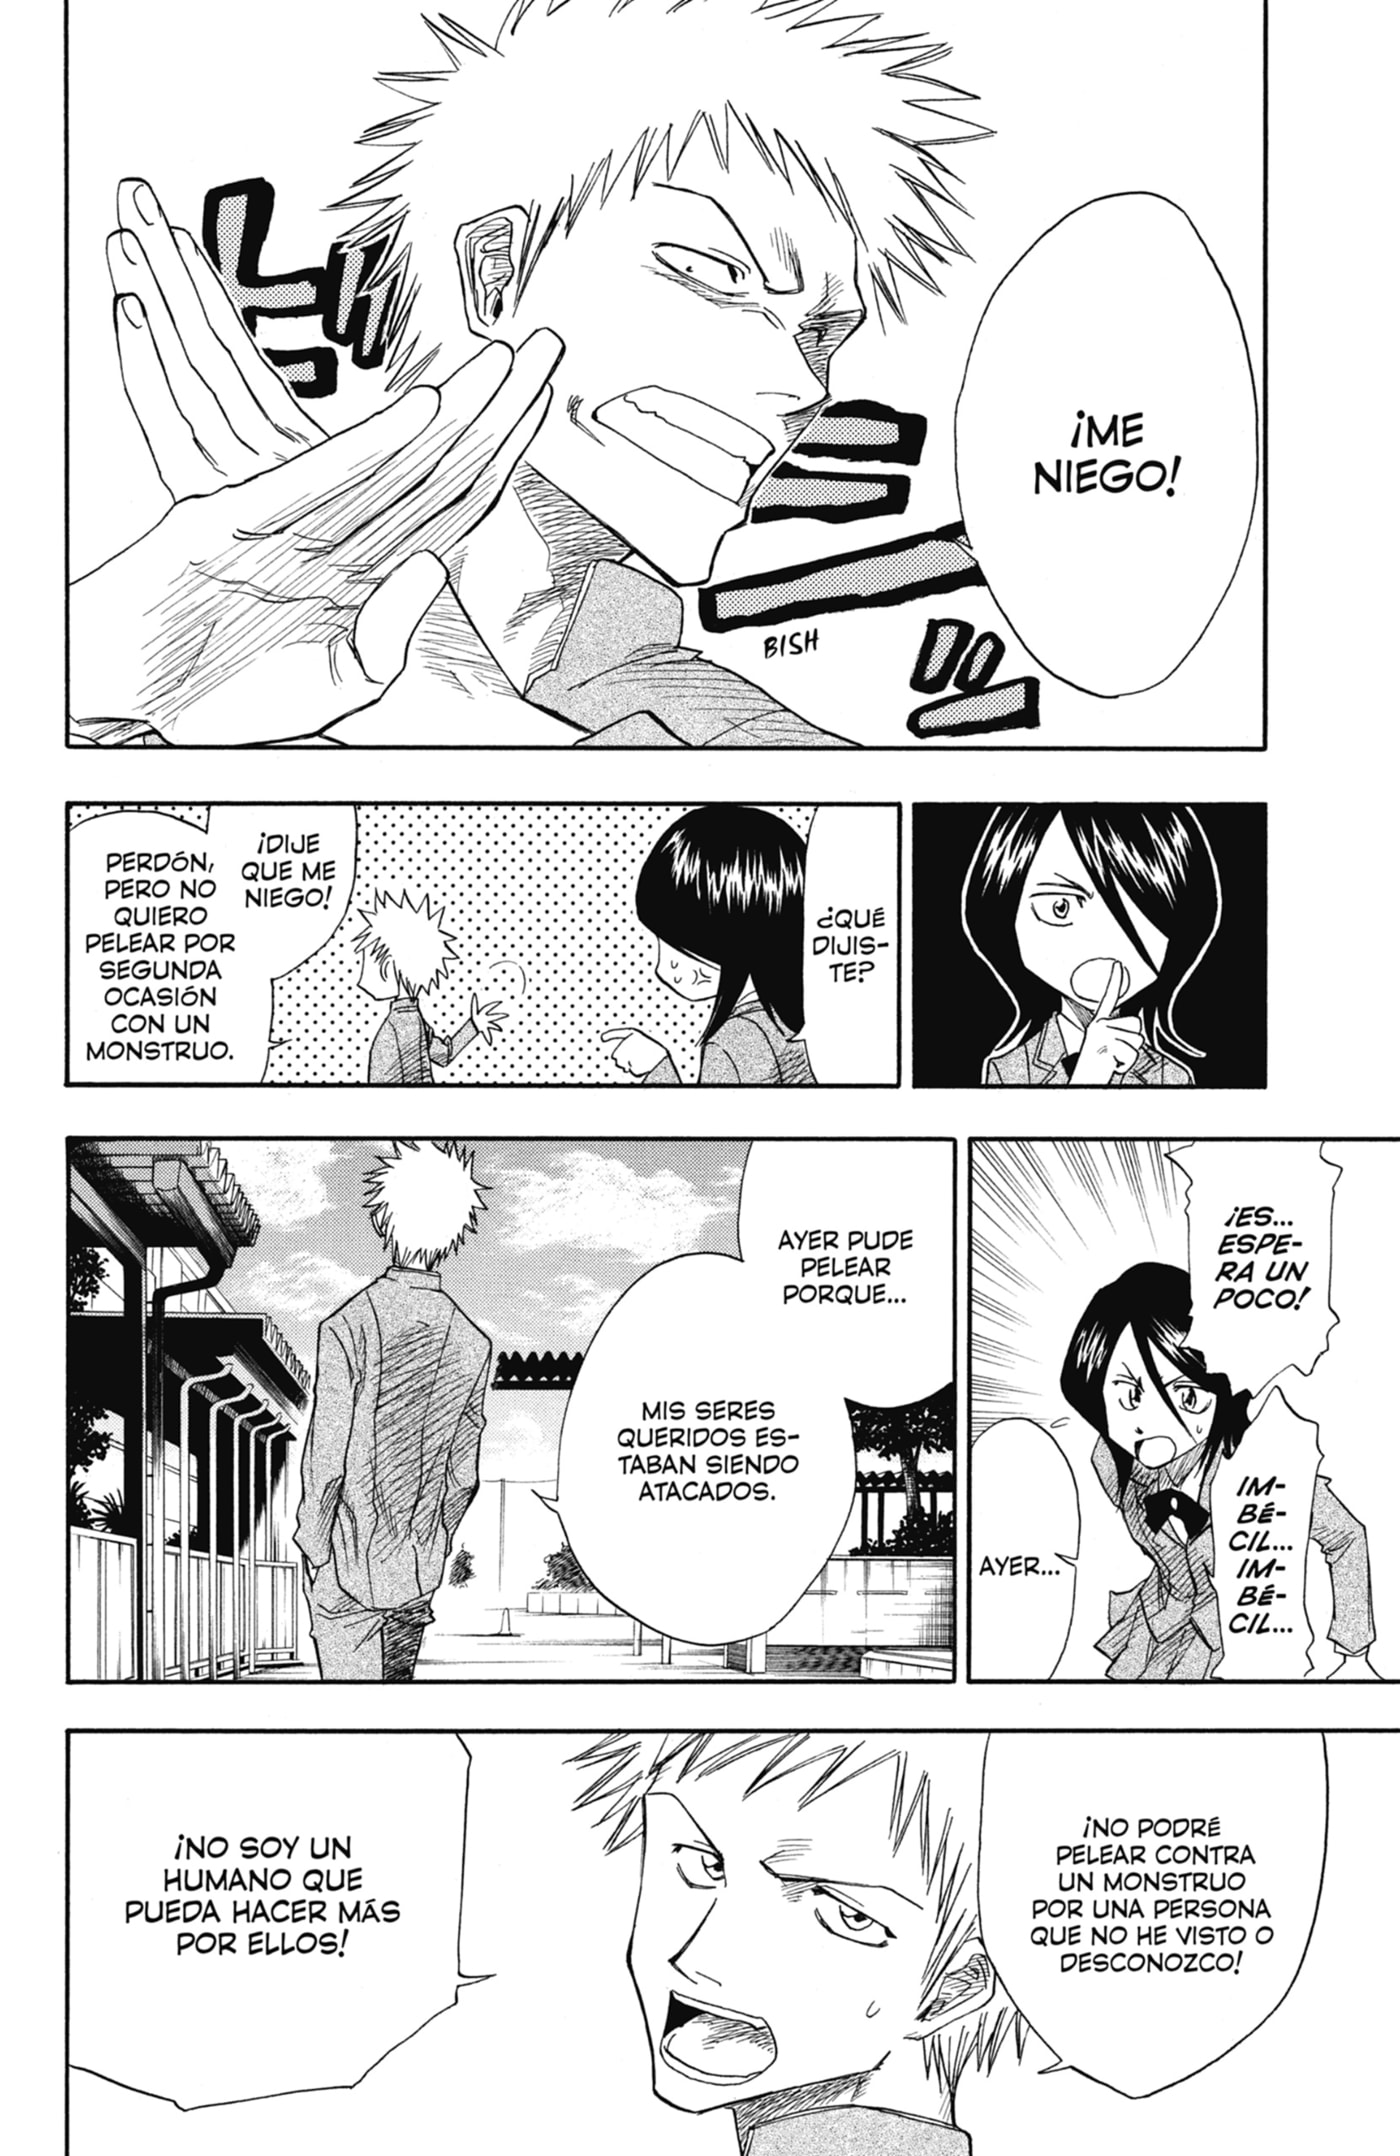 ¡ME
NIEGO!
BISH
¿QUÉ
DIJIS-
TE?
¡DIJE
QUE ME
NIEGO!
PERDÓN,
PERO NO
QUIERO
PELEAR POR
SEGUNDA
OCASIÓN
CON UN
MONSTRUO.
¡ES...
ESPE-
RA UN
POCO!
IM-
BÉ-
CIL...
IM-
BÉ-
CIL...
AYER...
AYER PUDE
PELEAR
PORQUE...
MIS SERES
QUERIDOS ES-
TABAN SIENDO
ATACADOS.
¡NO PODRÉ
PELEAR CONTRA
UN MONSTRUO
POR UNA PERSONA
QUE NO HE VISTO O
DESCONOZCO!
¡NO SOY UN
HUMANO QUE
PUEDA HACER MÁS
POR ELLOS!